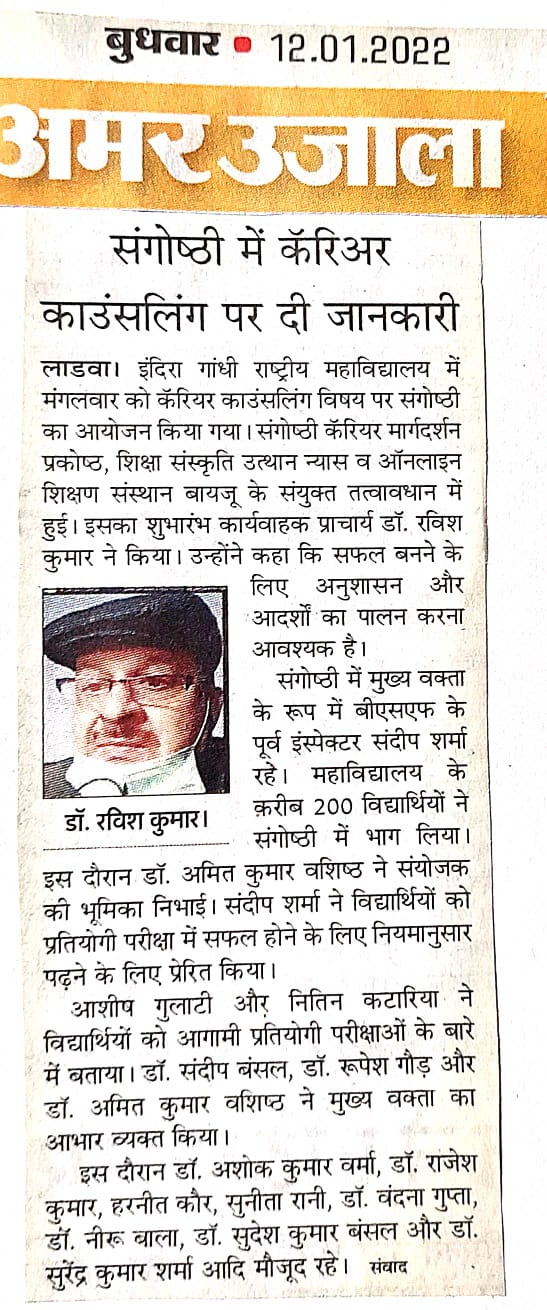 बुधवार • 12.01.2022
अमर उजाला
संगोष्ठी में कॅरिअर
काउंसलिंग पर दी जानकारी
लाडवा। इंदिरा गांधी राष्ट्रीय महाविद्यालय में
मंगलवार को कॅरियर काउंसलिंग विषय पर संगोष्ठी
का आयोजन किया गया। संगोष्ठी कॅरियर मार्गदर्शन
प्रकोष्ठ, शिक्षा संस्कृति उत्थान न्यास व ऑनलाइन
शिक्षण संस्थान बायजू के संयुक्त तत्वावधान में
हुई। इसका शुभारंभ कार्यवाहक प्राचार्य डॉ. रविश
कुमार ने किया। उन्होंने कहा कि सफल बनने के
लिए अनुशासन और
आदर्शों का पालन करना
आवश्यक है।
संगोष्ठी में मुख्य वक्ता
के रूप में बीएसएफ के
पूर्व इंस्पेक्टर संदीप शर्मा
रहे। महाविद्यालय के
क़रीब 200 विद्यार्थियों ने
संगोष्ठी में भाग लिया।
डॉ. रविश कुमार।
इस दौरान डॉ. अमित कुमार वशिष्ठ ने संयोजक
की भूमिका निभाई। संदीप शर्मा ने विद्यार्थियों को
प्रतियोगी परीक्षा में सफल होने के लिए नियमानुसार
पढ़ने के लिए प्रेरित किया।
आशीष गुलाटी और नितिन कटारिया ने
विद्यार्थियों को आगामी प्रतियोगी परीक्षाओं के बारे
में बताया। डॉ. संदीप बंसल, डॉ. रूपेश गौड़ और
डॉ. अमित कुमार वशिष्ठ ने मुख्य वक्ता का
आभार व्यक्त किया।
इस दौरान डॉ. अशोक कुमार वर्मा, डॉ. राजेश
कुमार, हरनीत कौर, सुनीता रानी, डॉ. वंदना गुप्ता,
डॉ. नीरू बाला, डॉ. सुदेश कुमार बंसल और डॉ.
सुरेंद्र कुमार शर्मा आदि मौजूद रहे। संवाद